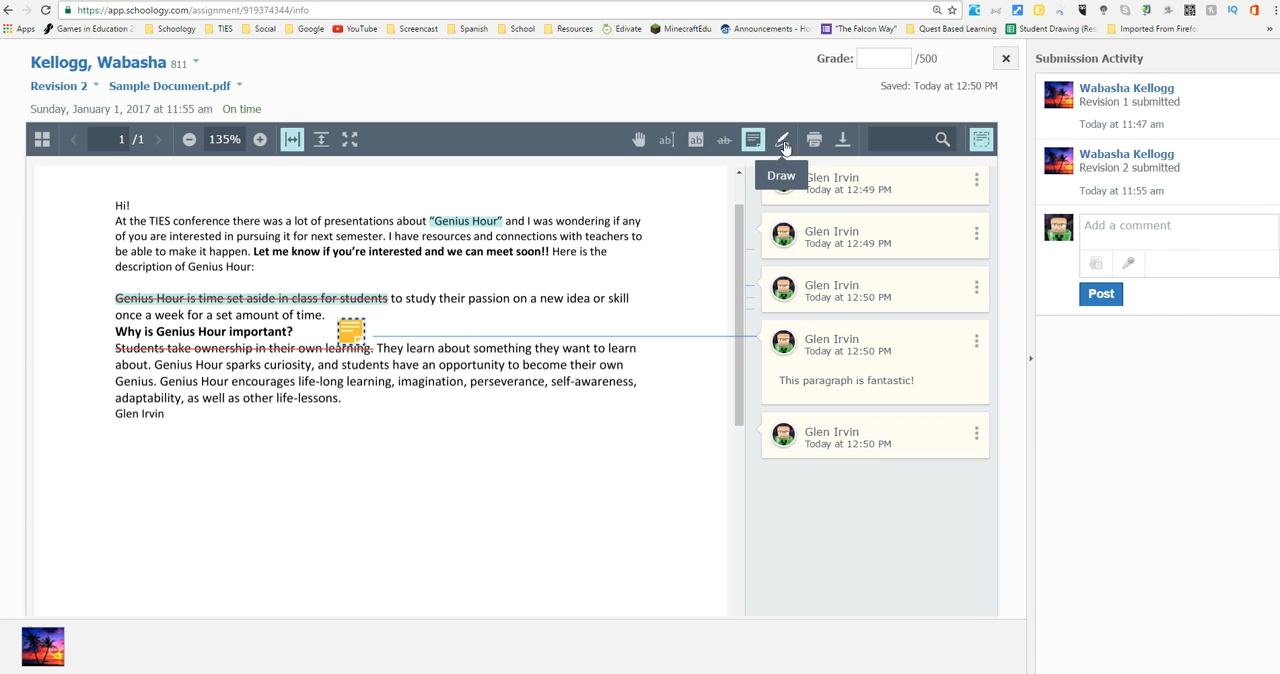 https://app.schoology.com/assignment/919374344/info
Apps Games in Education 2 Schoology TIES Social Google YouTube Screencast Spanish School Resources Edivate MinecraftEdu Announcements - Ho "The Falcon Way" Quest Based Learning Student Drawing (Res Imported From Firefo »
Kellogg, Wabasha 811
Revision 2 Sample Document.pdf
Sunday, January 1, 2017 at 11:55 am On time
Grade: /500
Saved: Today at 12:50 PM
1 /1 135%
Draw
Hi!
At the TIES conference there was a lot of presentations about "Genius Hour" and I was wondering if any
of you are interested in pursuing it for next semester. I have resources and connections with teachers to
be able to make it happen. Let me know if you're interested and we can meet soon!! Here is the
description of Genius Hour:
Genius Hour is time set aside in class for students to study their passion on a new idea or skill
once a week for a set amount of time.
Why is Genius Hour important?
Students take ownership in their own learning. They learn about something they want to learn
about. Genius Hour sparks curiosity, and students have an opportunity to become their own
Genius. Genius Hour encourages life-long learning, imagination, perseverance, self-awareness,
adaptability, as well as other life-lessons.
Glen Irvin
Glen Irvin
Today at 12:49 PM
Glen Irvin
Today at 12:49 PM
Glen Irvin
Today at 12:50 PM
Glen Irvin
Today at 12:50 PM
This paragraph is fantastic!
Glen Irvin
Today at 12:50 PM
Submission Activity
Wabasha Kellogg
Revision 1 submitted
Today at 11:47 am
Wabasha Kellogg
Revision 2 submitted
Today at 11:55 am
Add a comment
Post